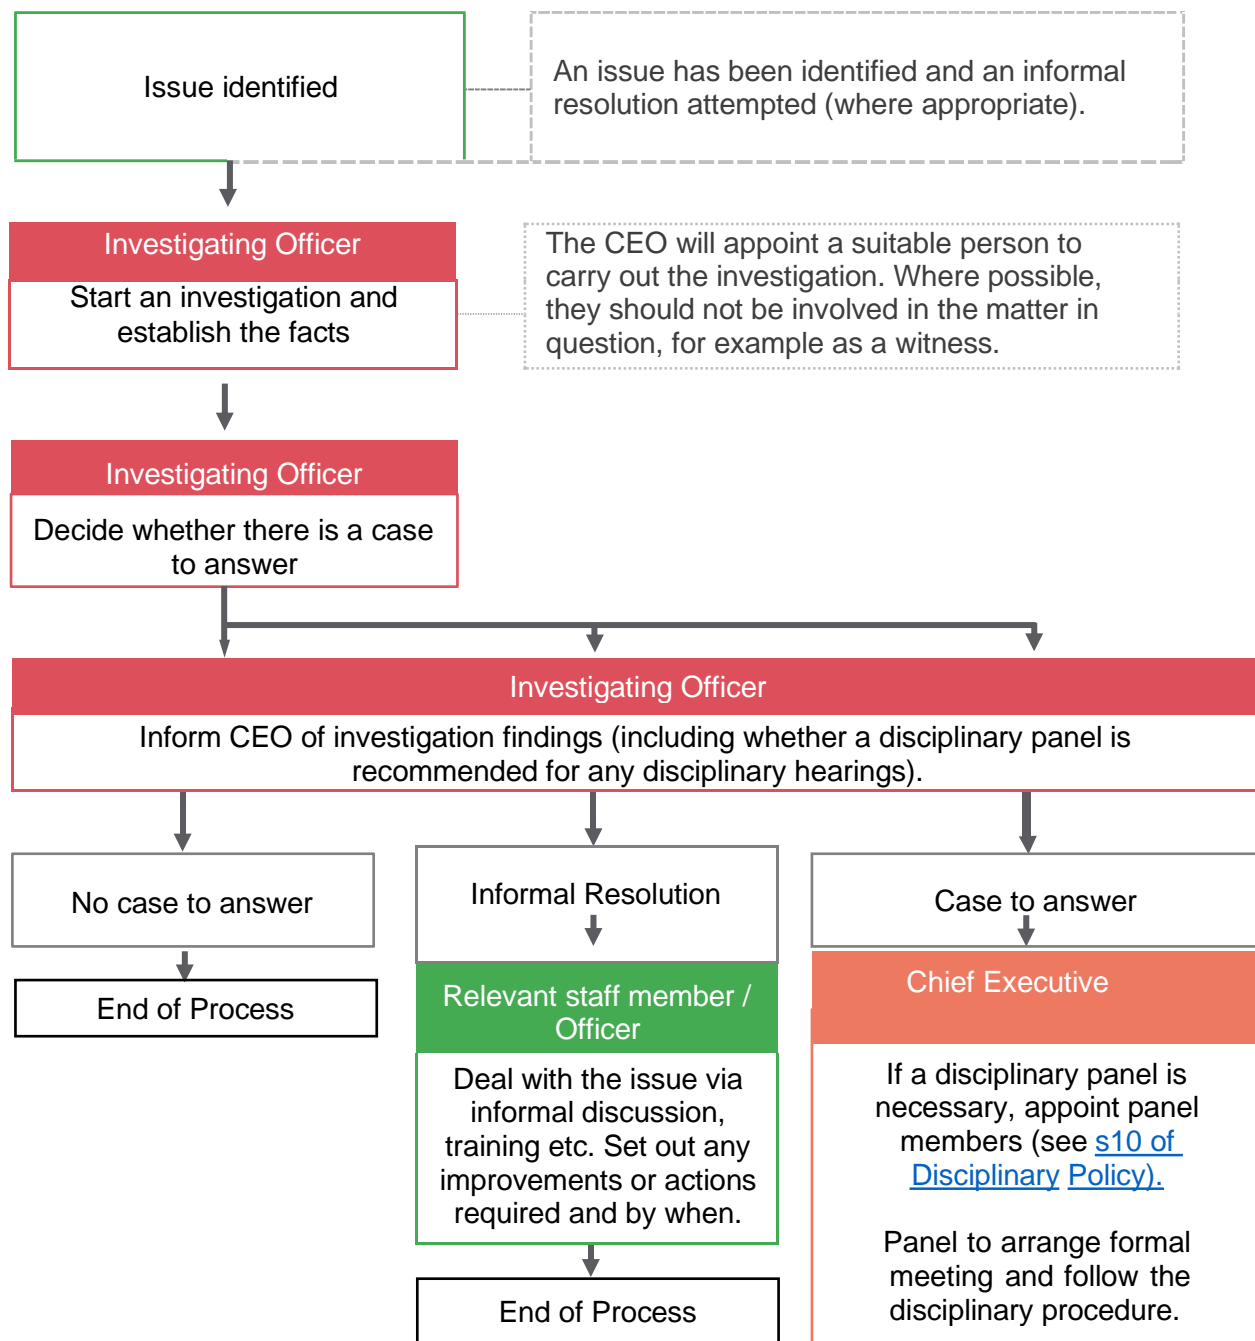 Issue identified
An issue has been identified and an informal
resolution attempted (where appropriate).
Investigating Officer
Start an investigation and
establish the facts
The CEO will appoint a suitable person to
carry out the investigation. Where possible,
they should not be involved in the matter in
question, for example as a witness.
Investigating Officer
Decide whether there is a case
to answer
Investigating Officer
Inform CEO of investigation findings (including whether a disciplinary panel is
recommended for any disciplinary hearings).
No case to answer
End of Process
Informal Resolution
Relevant staff member /
Officer
Deal with the issue via
informal discussion,
training etc. Set out any
improvements or actions
required and by when.
End of Process
Case to answer
Chief Executive
If a disciplinary panel is
necessary, appoint panel
members (see s10 of
Disciplinary Policy).
Panel to arrange formal
meeting and follow the
disciplinary procedure.